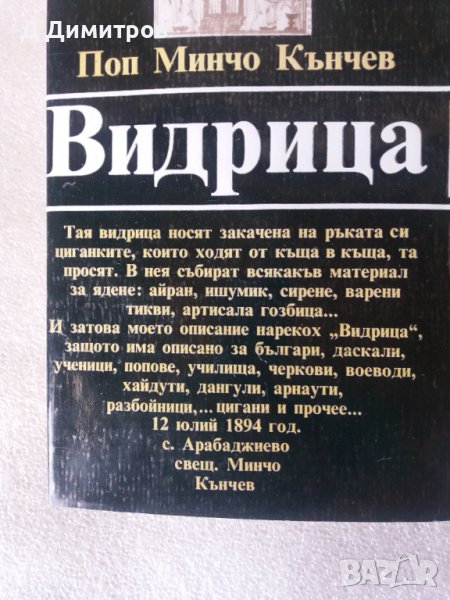 Д Димитров
Поп Минчо Кънчев
Видрица
Тая видрица носят закачена на ръката си
циганките, които ходят от къща в къща, та
просят. В нея събират всякакъв материал
за ядене: айран, ишумик, сирене, варени
тикви, артисала гозбица...
И затова моето описание нарекох „Видрица“,
защото има описано за българи, даскали,
ученици, попове, училища, черкови, воеводи,
хайдути, дангули, арнаути,
разбойници,... цигани и прочее...
12 юлий 1894 год.
с. Арабаджиево
свещ. Минчо
Кънчев
BAZAR